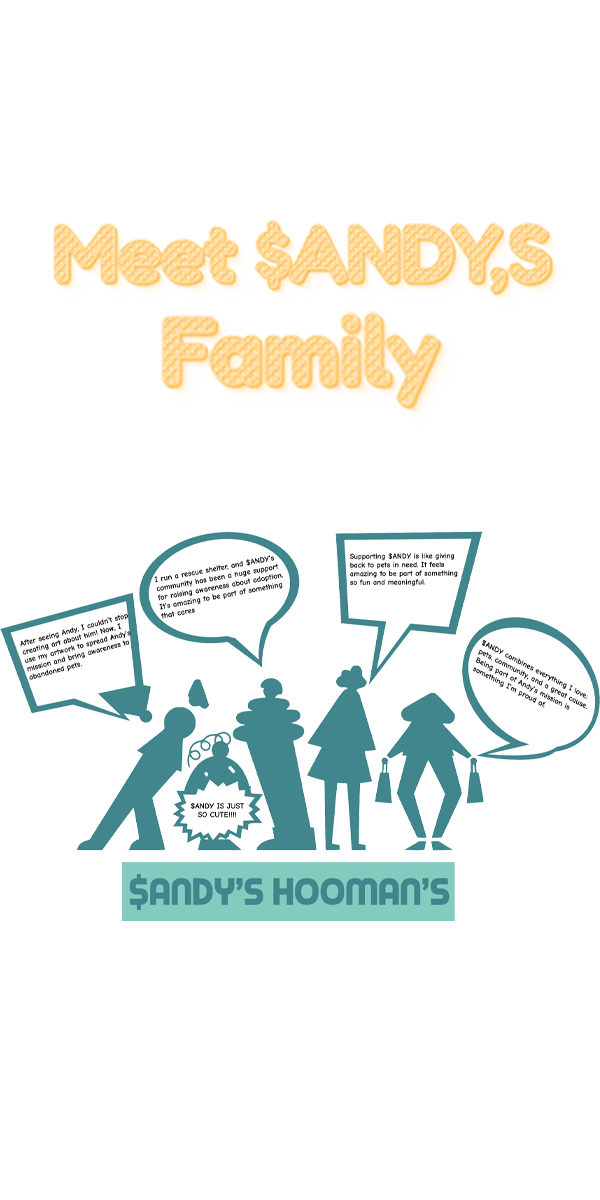 Meet $ANDY,S
Family
After seeing Andy, I couldn't stop
creating art about him! Now, I
use my artwork to spread Andy's
mission and bring awareness to
abandoned pets.
I run a rescue shelter, and $ANDY's
community has been a huge support
for raising awareness about adoption.
It's amazing to be part of something
that cares
Supporting $ANDY is like giving
back to pets in need. It feels
amazing to be part of something
so fun and meaningful.
$ANDY combines everything I love:
pets, community, and a great cause.
Being part of Andy's mission is
something I'm proud of
$ANDY IS JUST
SO CUTE!!!!
$ANDY'S HOOMAN'S